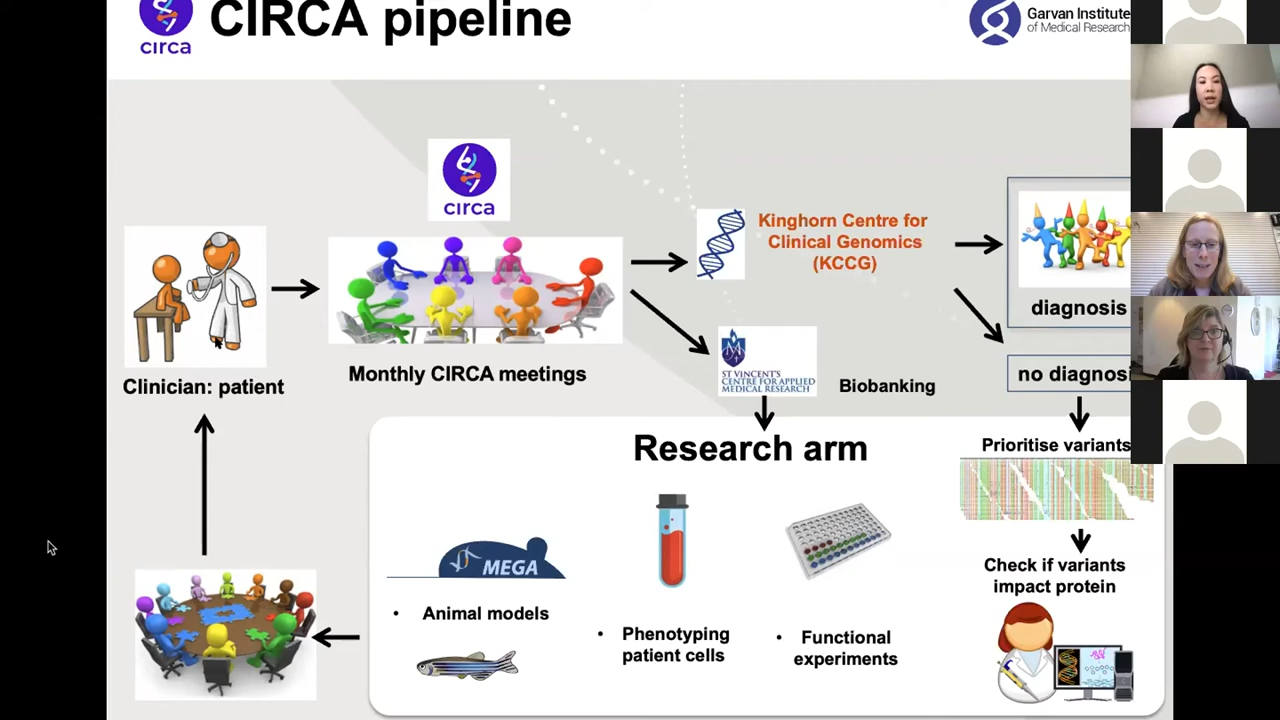 CIRCA pipeline
circa
Garvan Institute
of Medical Research
circa
Kinghorn Centre for
Clinical Genomics
(KCCG)
diagnosis
Clinician: patient
Monthly CIRCA meetings
ST VINCENT'S
CENTRE FOR APPLIED
MEDICAL RESEARCH
Biobanking
no diagnosi
Research arm
Prioritise variants
MEGA
Check if variants
impact protein
• Animal models
• Phenotyping
patient cells
• Functional
experiments